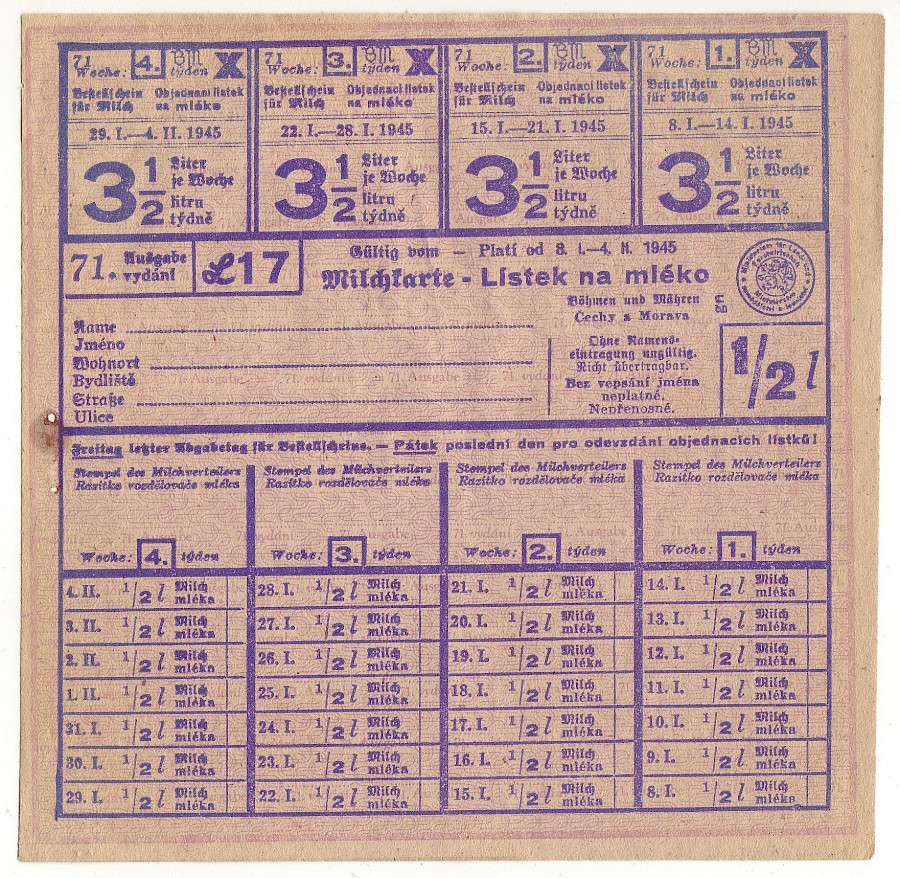 71 Woche: 4. BM týden X
Bestellschein für Milch Objednací lístek na mléko
29. I.—4. II. 1945
3 1/2 Liter je Woche litru týdně
71 Woche: 3. BM týden X
Bestellschein für Milch Objednací lístek na mléko
22. I.—28. I. 1945
3 1/2 Liter je Woche litru týdně
71 Woche: 2. BM týden X
Bestellschein für Milch Objednací lístek na mléko
15. I.—21. I. 1945
3 1/2 Liter je Woche litru týdně
71 Woche: 1. BM týden X
Bestellschein für Milch Objednací lístek na mléko
8. I.—14. I. 1945
3 1/2 Liter je Woche litru týdně
71. Ausgabe vydání
L17
Gültig vom — Platí od 8. I.—4. II. 1945
Milchkarte - Lístek na mléko
Böhmen und Mähren
Čechy a Morava
Name
Jméno
Wohnort
Bydliště
Straße
Ulice
Ohne Namens-
eintragung ungültig.
Nicht übertragbar.
Bez vepsání jména
neplatné.
Nepřenosné.
1/2 l
Freitag letzter Abgabetag für Bestellscheine. — Pátek poslední den pro odevzdání objednacích lístků!
Stempel des Milchverteilers
Razítko rozdělovače mléka
Woche: 4. týden
Stempel des Milchverteilers
Razítko rozdělovače mléka
Woche: 3. týden
Stempel des Milchverteilers
Razítko rozdělovače mléka
Woche: 2. týden
Stempel des Milchverteilers
Razítko rozdělovače mléka
Woche: 1. týden
4. II. 1/2 l Milch mléka 28. I. 1/2 l Milch mléka 21. I. 1/2 l Milch mléka 14. I. 1/2 l Milch mléka
3. II. 1/2 l Milch mléka 27. I. 1/2 l Milch mléka 20. I. 1/2 l Milch mléka 13. I. 1/2 l Milch mléka
2. II. 1/2 l Milch mléka 26. I. 1/2 l Milch mléka 19. I. 1/2 l Milch mléka 12. I. 1/2 l Milch mléka
1. II. 1/2 l Milch mléka 25. I. 1/2 l Milch mléka 18. I. 1/2 l Milch mléka 11. I. 1/2 l Milch mléka
31. I. 1/2 l Milch mléka 24. I. 1/2 l Milch mléka 17. I. 1/2 l Milch mléka 10. I. 1/2 l Milch mléka
30. I. 1/2 l Milch mléka 23. I. 1/2 l Milch mléka 16. I. 1/2 l Milch mléka 9. I. 1/2 l Milch mléka
29. I. 1/2 l Milch mléka 22. I. 1/2 l Milch mléka 15. I. 1/2 l Milch mléka 8. I. 1/2 l Milch mléka